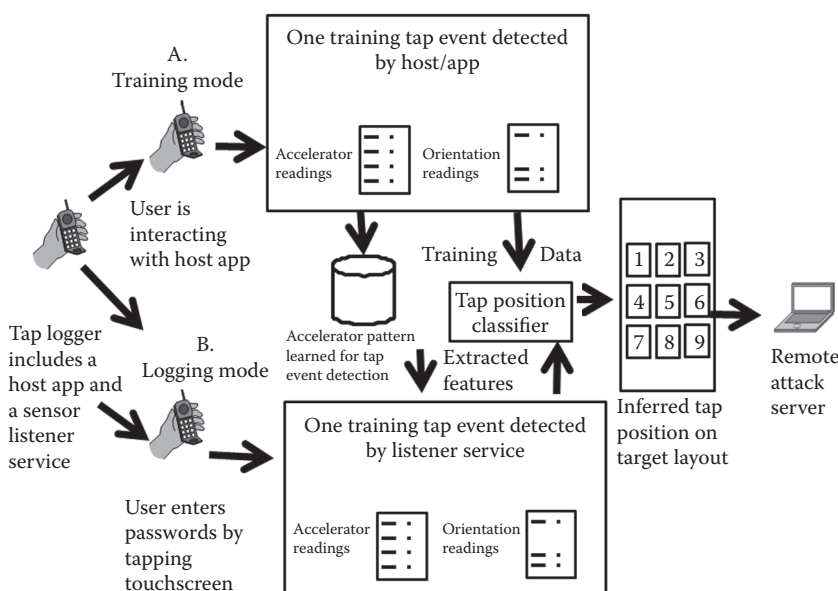 One training tap event detected
by host/app
A.
Training mode
Accelerator
readings
Orientation
readings
User is
interacting
with host app
Training
Data
1 2 3
4 5 6
7 8 9
Tap position
classifier
Accelerator pattern
learned for tap
event detection
Extracted
features
Tap logger
includes a
host app and
a sensor
listener
service
B.
Logging mode
Inferred tap
position on
target layout
Remote
attack
server
One training tap event detected
by listener service
User enters
passwords by
tapping
touchscreen
Accelerator
readings
Orientation
readings